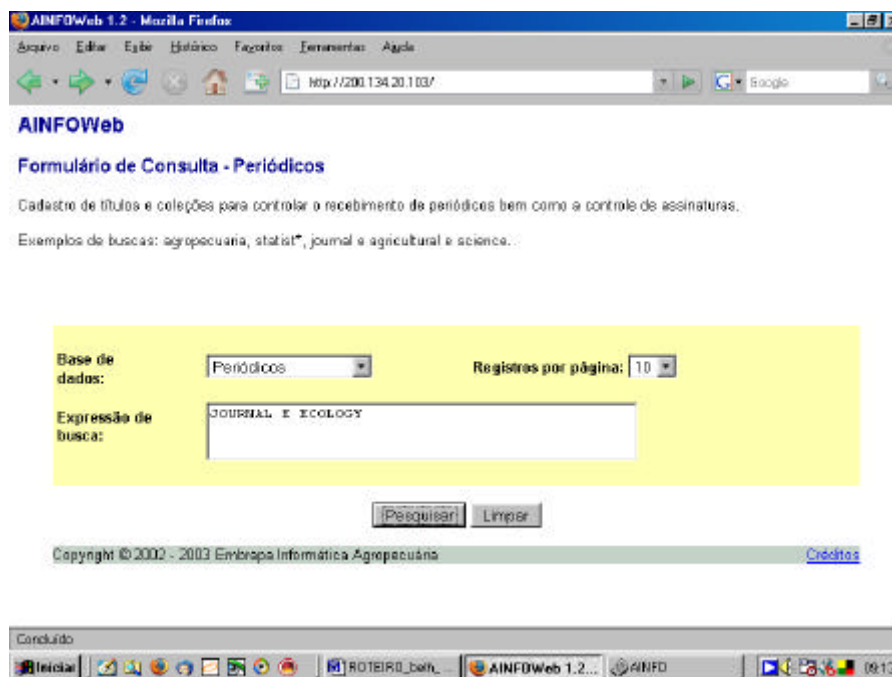 AINFOWeb 1.2 - Mozilla Firefox
Arquivo Editar Exibir Histórico Favoritos Ferramentas Ajuda
http://200.134.20.103/ Google
AINFOWeb
Formulário de Consulta - Periódicos
Cadastro de títulos e coleções para controlar o recebimento de periódicos bem como a controle de assinaturas.
Exemplos de buscas: agropecuaria, statist*, journal e agricultural e science.
Base de dados: Periódicos Registros por página: 10
Expressão de busca: JOURNAL E ECOLOGY
Pesquisar Limpar
Copyright © 2002 - 2003 Embrapa Informática Agropecuária Créditos
Concluído
Iniciar ROTEIRO_bem_... AINFOWeb 1.2... AINFO